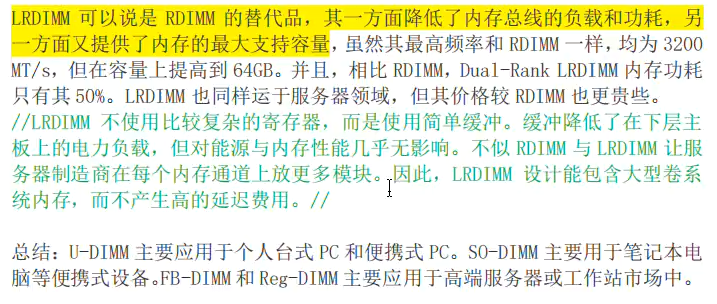 LRDIMM 可以说是 RDIMM 的替代品，其一方面降低了内存总线的负载和功耗，另
一方面又提供了内存的最大支持容量，虽然其最高频率和 RDIMM 一样，均为 3200
MT/s，但在容量上提高到 64GB。并且，相比 RDIMM，Dual-Rank LRDIMM 内存功耗
只有其 50%。LRDIMM 也同样运于服务器领域，但其价格较 RDIMM 也更贵些。
//LRDIMM 不使用比较复杂的寄存器，而是使用简单缓冲。缓冲降低了在下层主
板上的电力负载，但对能源与内存性能几乎无影响。不似 RDIMM 与 LRDIMM 让服
务器制造商在每个内存通道上放更多模块。因此，LRDIMM 设计能包含大型卷系
统内存，而不产生高的延迟费用。//
总结：U-DIMM 主要应用于个人台式 PC 和便携式 PC。SO-DIMM 主要用于笔记本电
脑等便携式设备。FB-DIMM 和 Reg-DIMM 主要应用于高端服务器或工作站市场中。